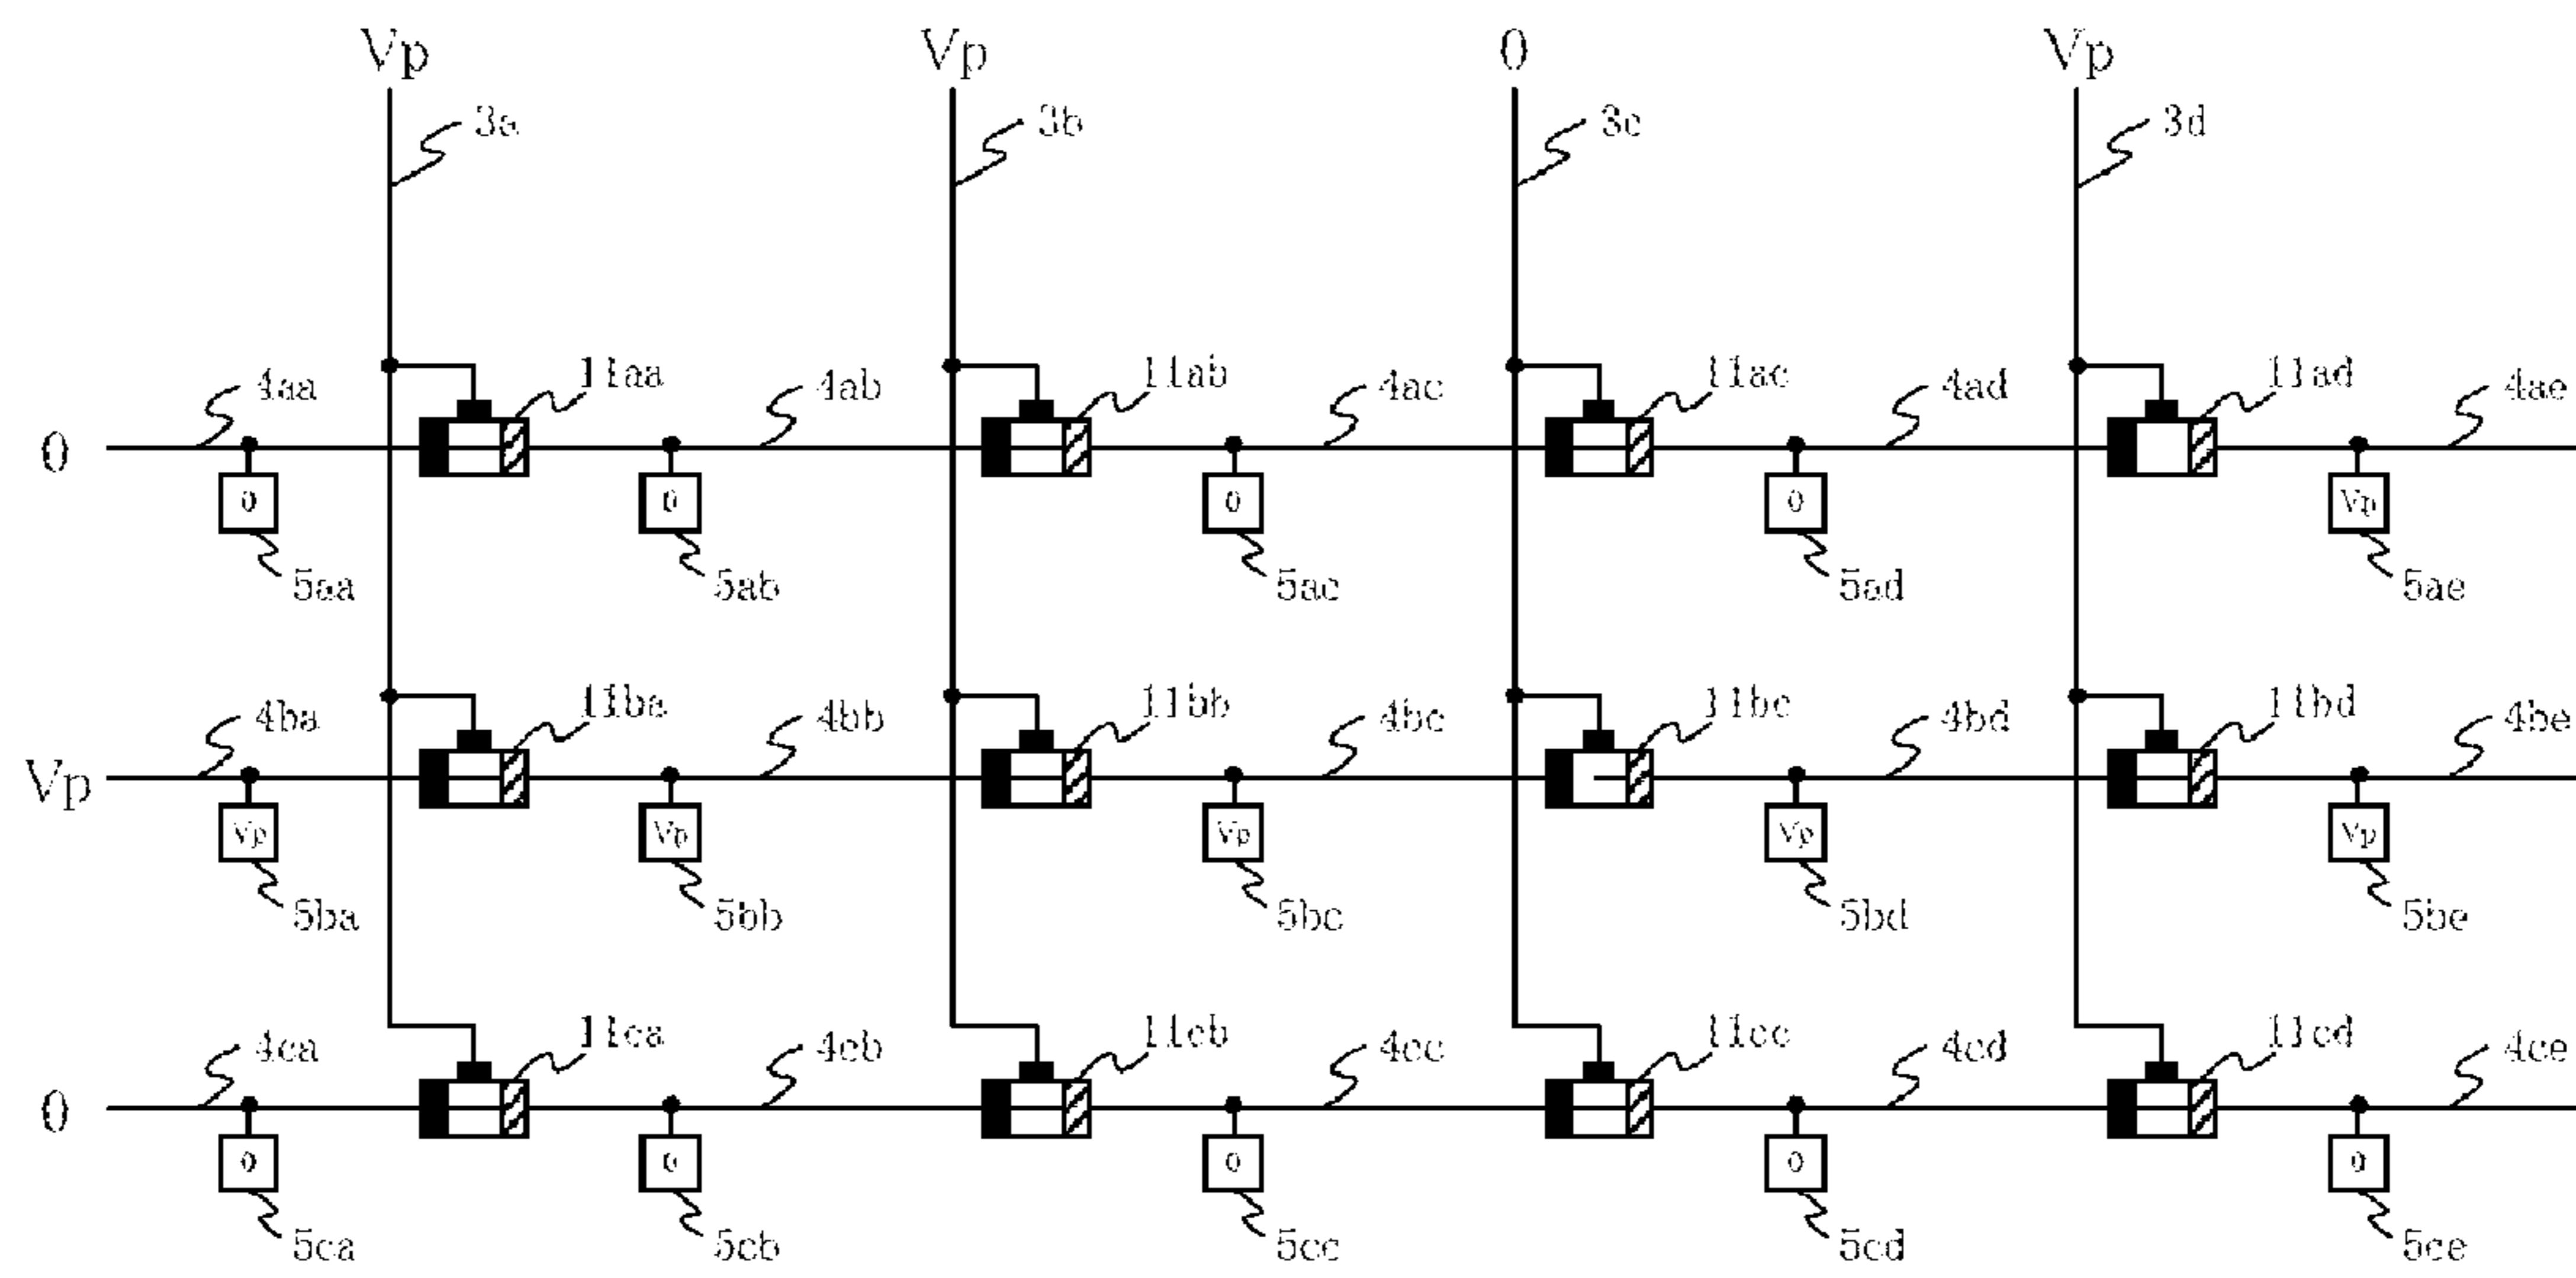 Vp Vp 0 Vp
3a 3b 3c 3d
11aa 11ab 11ac 11ad
4aa 4ab 4ac 4ad 4ae
0
0 0 0 0 Vp
5aa 5ab 5ac 5ad 5ae
11ba 11bb 11bc 11bd
4ba 4bb 4bc 4bd 4be
Vp
Vp Vp Vp Vp Vp
5ba 5bb 5bc 5bd 5be
11ca 11cb 11cc 11cd
4ca 4cb 4cc 4cd 4ce
0
0 0 0 0 0
5ca 5cb 5cc 5cd 5ce